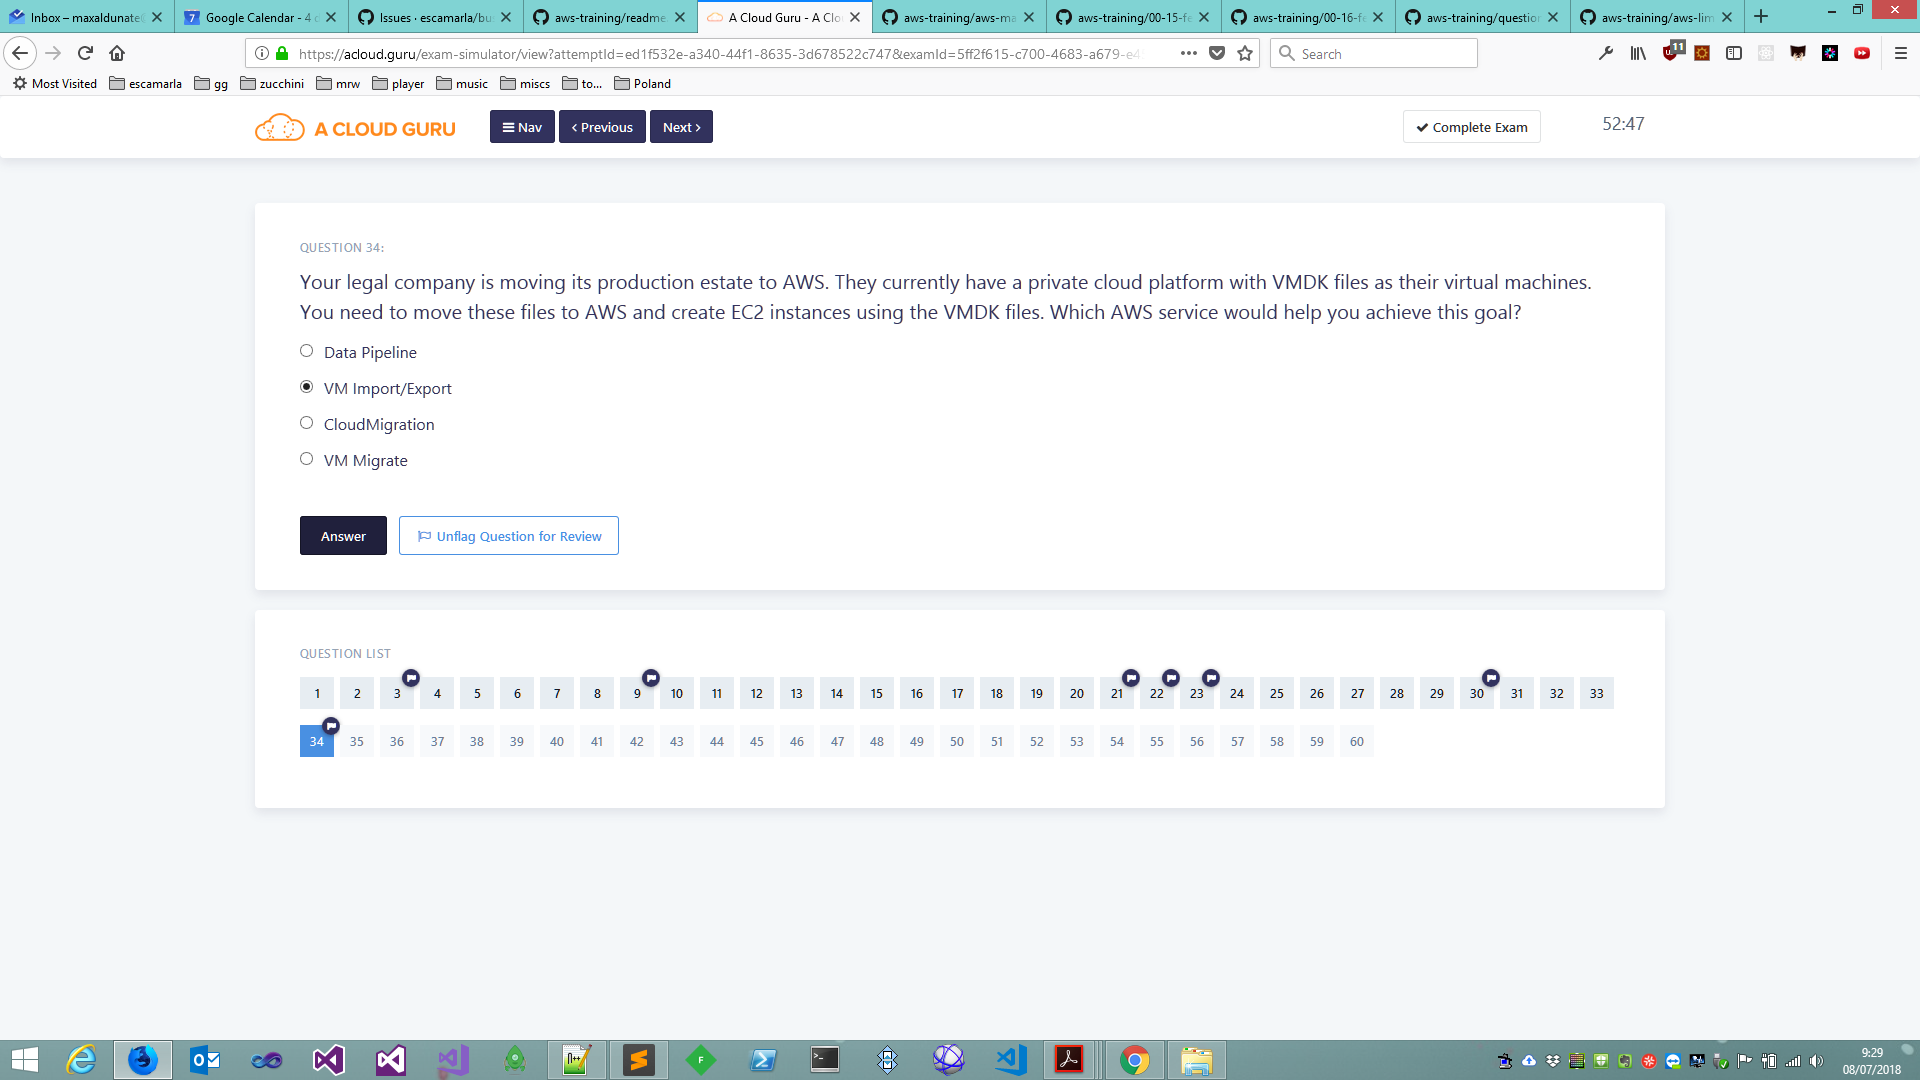 Inbox – maxaldunate
Google Calendar - 4
Issues · escamarla/bu
aws-training/readme.
A Cloud Guru - A Clo
aws-training/aws-ma
aws-training/00-15-fe
aws-training/00-16-fe
aws-training/question
aws-training/aws-lim
https://acloud.guru/exam-simulator/view?attemptId=ed1f532e-a340-44f1-8635-3d678522c747&examId=5ff2f615-c700-4683-a679-e4
Search
11
Most Visited escamarla gg zucchini mrw player music miscs to... Poland
A CLOUD GURU Nav Previous Next Complete Exam 52:47
QUESTION 34:
Your legal company is moving its production estate to AWS. They currently have a private cloud platform with VMDK files as their virtual machines.
You need to move these files to AWS and create EC2 instances using the VMDK files. Which AWS service would help you achieve this goal?
Data Pipeline
VM Import/Export
CloudMigration
VM Migrate
Answer Unflag Question for Review
QUESTION LIST
1 2 3 4 5 6 7 8 9 10 11 12 13 14 15 16 17 18 19 20 21 22 23 24 25 26 27 28 29 30 31 32 33
34 35 36 37 38 39 40 41 42 43 44 45 46 47 48 49 50 51 52 53 54 55 56 57 58 59 60
9:29
08/07/2018